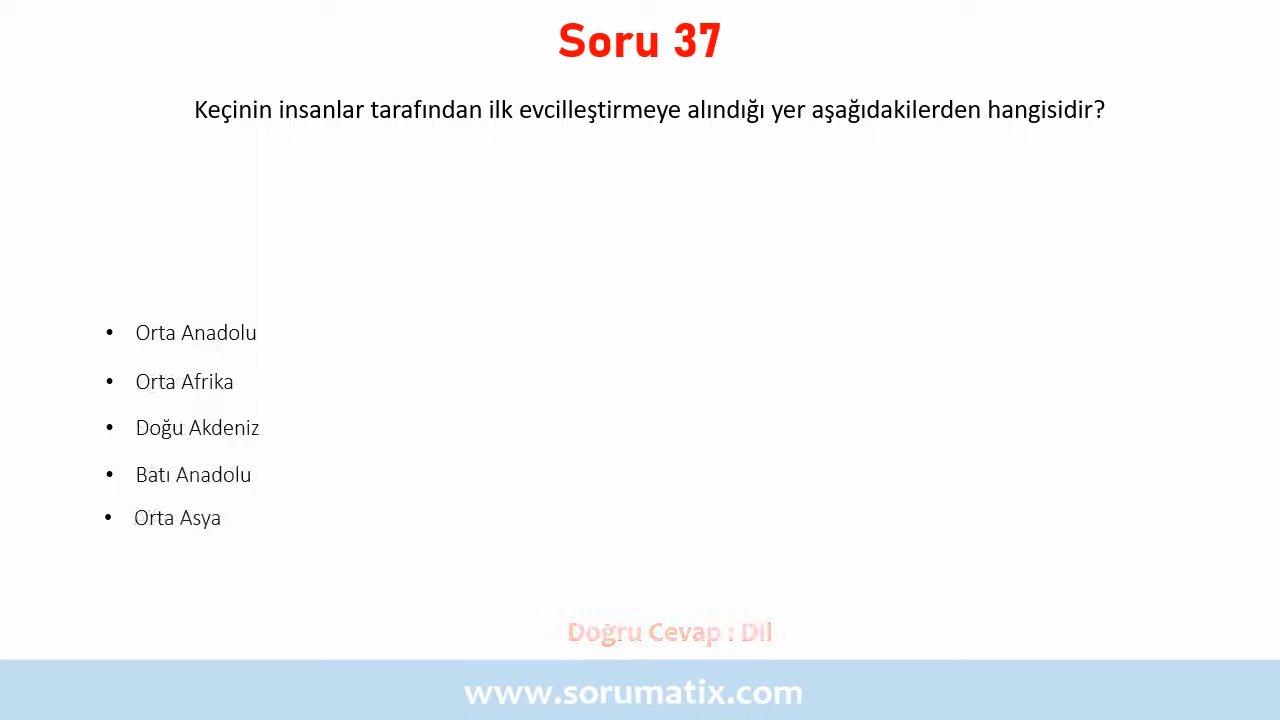 Soru 37
Keçinin insanlar tarafından ilk evcilleştirmeye alındığı yer aşağıdakilerden hangisidir?
• Orta Anadolu
• Orta Afrika
• Doğu Akdeniz
• Batı Anadolu
• Orta Asya
Doğru Cevap : Dil
www.sorumatix.com